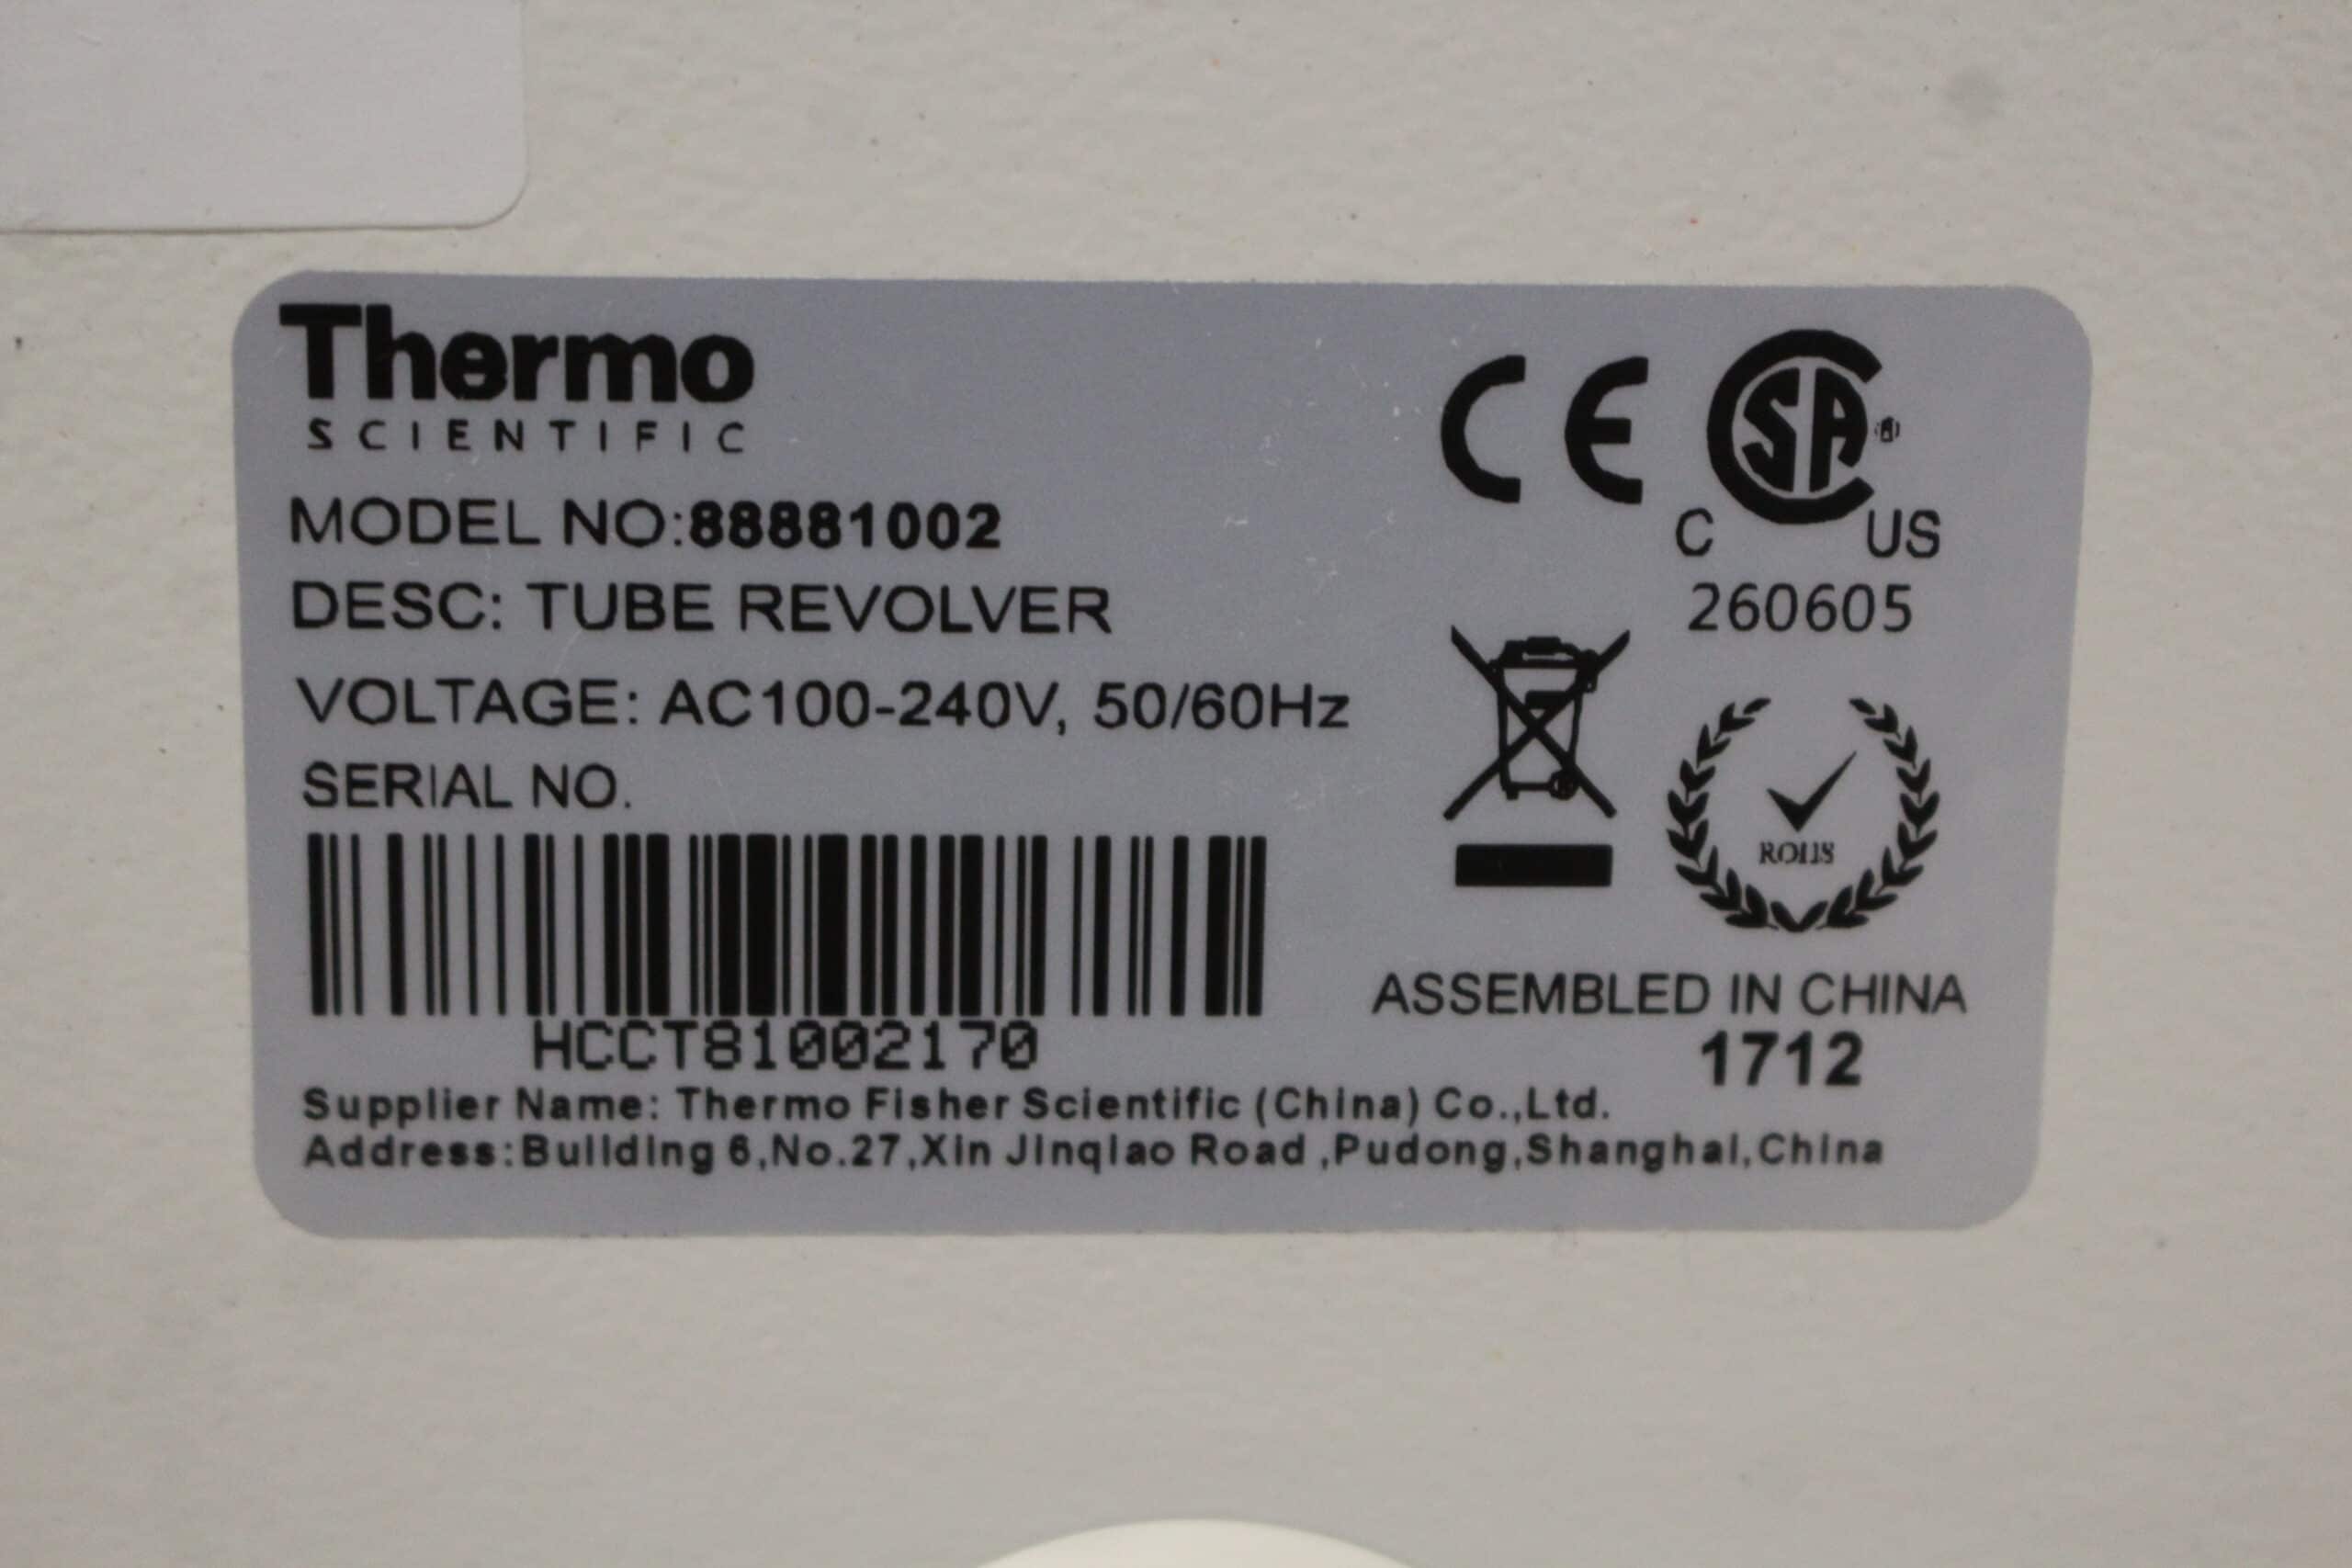 Thermo
SCIENTIFIC
MODEL NO:88881002
DESC: TUBE REVOLVER
VOLTAGE: AC100-240V, 50/60Hz
SERIAL NO.
HCCT81002170
Supplier Name: Thermo Fisher Scientific (China) Co.,Ltd.
Address:Building 6,No.27,Xin Jinqiao Road ,Pudong,Shanghai,China
CE
SA
C US
260605
ROHS
ASSEMBLED IN CHINA
1712